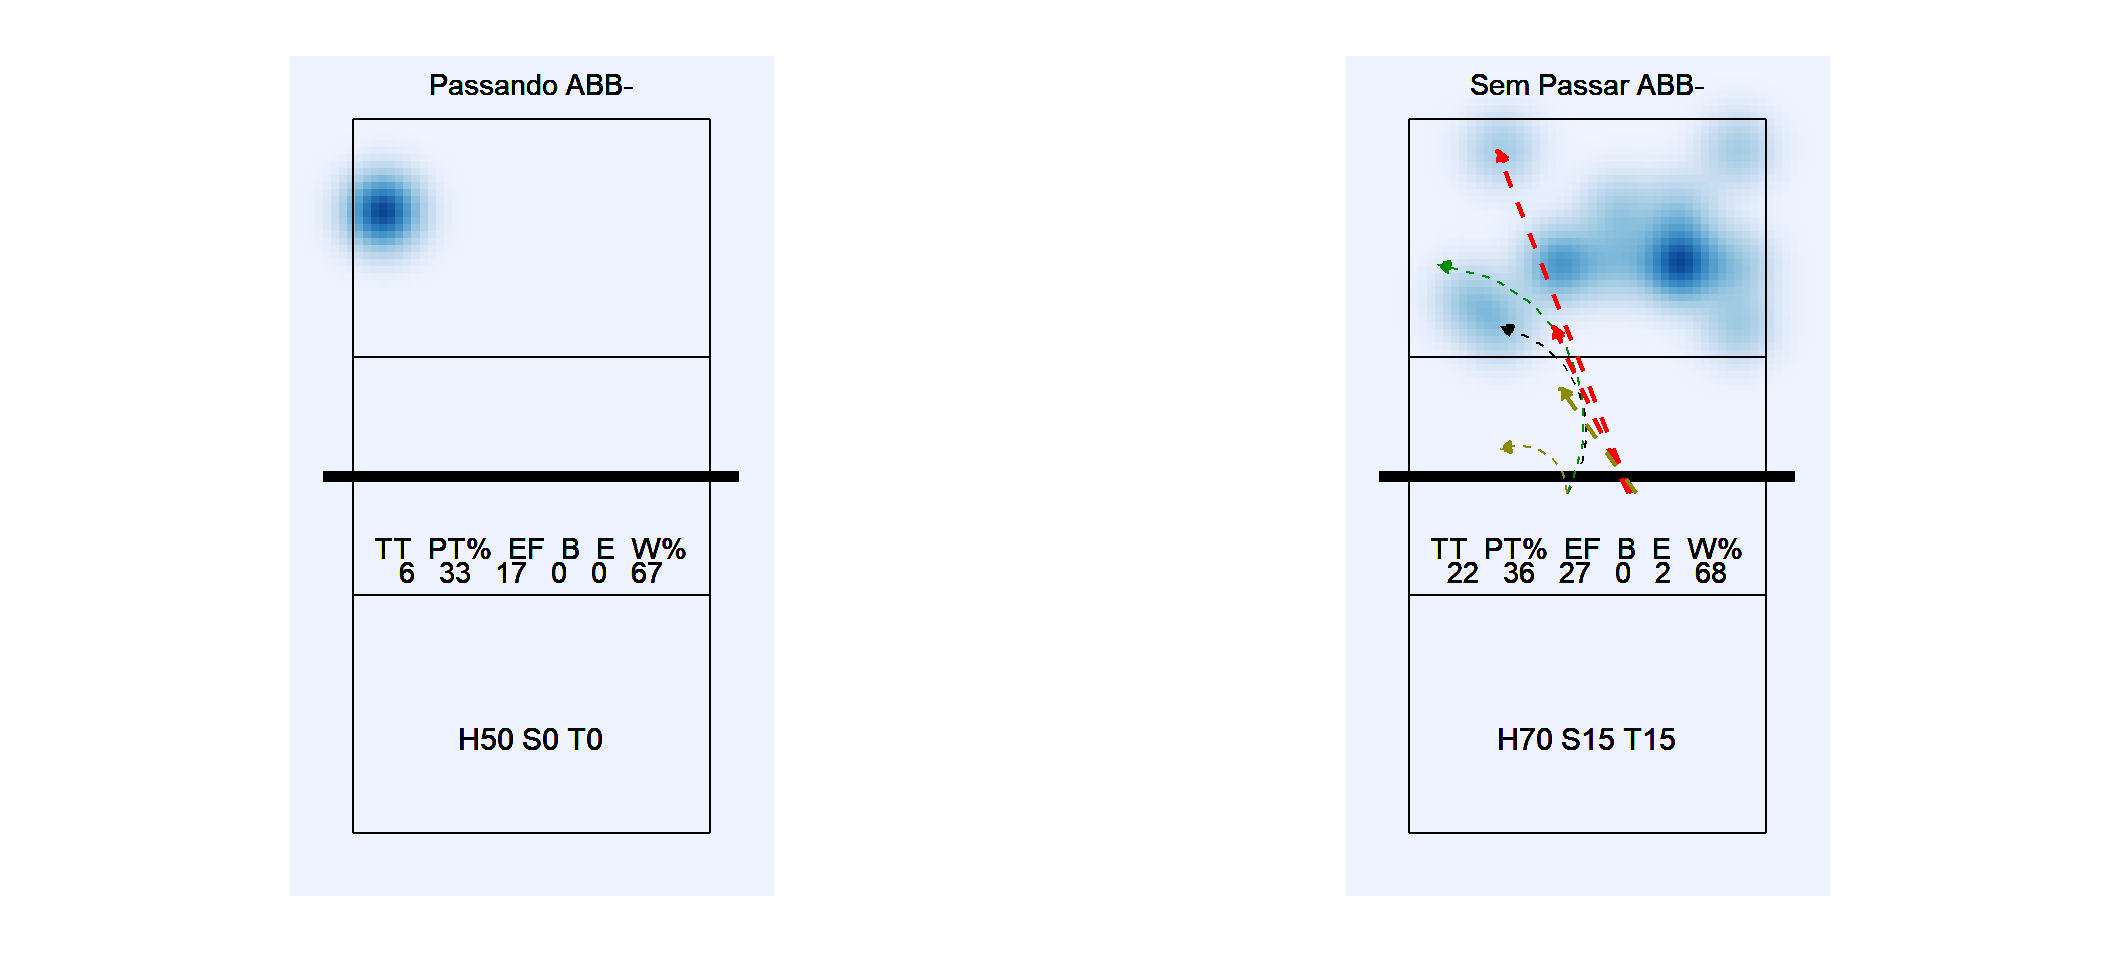 Passando ABB-
TT PT% EF B E W%
6 33 17 0 0 67
H50 S0 T0
Sem Passar ABB-
TT PT% EF B E W%
22 36 27 0 2 68
H70 S15 T15